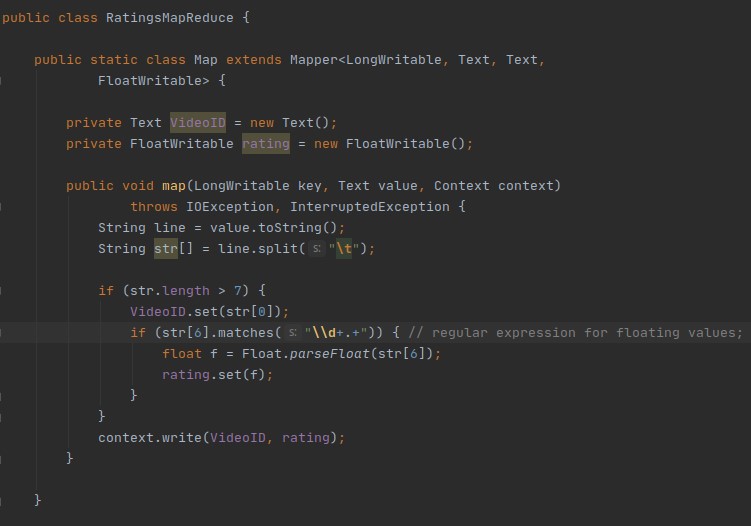 public class RatingsMapReduce {
public static class Map extends Mapper<LongWritable, Text, Text,
FloatWritable> {
private Text VideoID = new Text();
private FloatWritable rating = new FloatWritable();
public void map(LongWritable key, Text value, Context context)
throws IOException, InterruptedException {
String line = value.toString();
String str[] = line.split( s: "\t");
if (str.length > 7) {
VideoID.set(str[0]);
if (str[6].matches( s: "\\d+.+")) { // regular expression for floating values;
float f = Float.parseFloat(str[6]);
rating.set(f);
}
}
context.write(VideoID, rating);
}
}